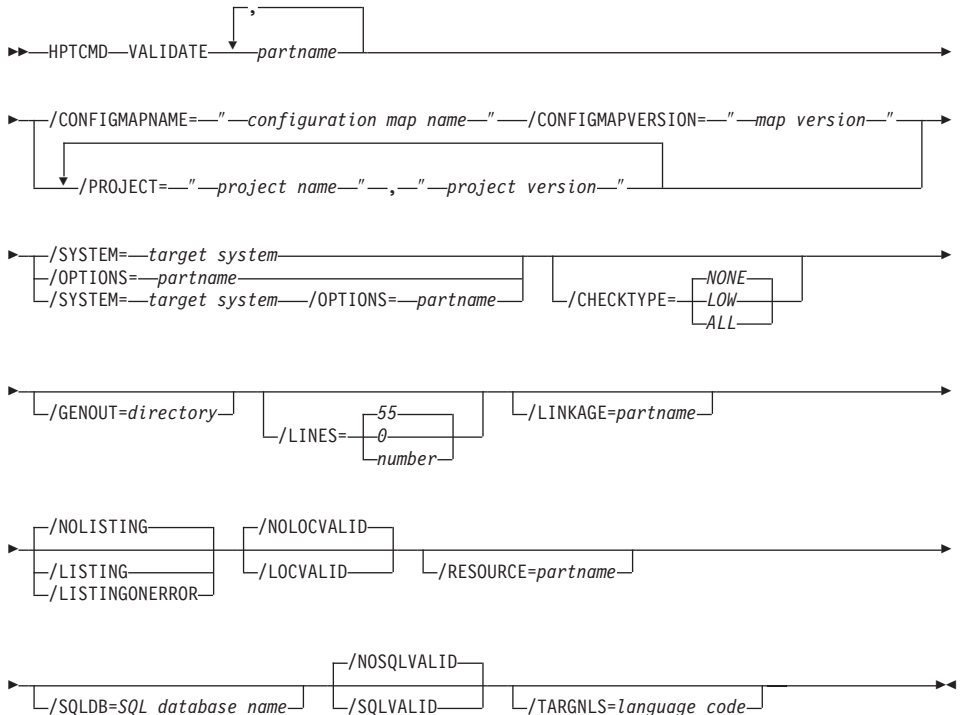 ,
HPTCMD VALIDATE partname
/CONFIGMAPNAME= " configuration map name " /CONFIGMAPVERSION= " map version "
/PROJECT= " project name " , " project version "
/SYSTEM= target system
/OPTIONS= partname
/SYSTEM= target system /OPTIONS= partname
/CHECKTYPE=
NONE
LOW
ALL
/GENOUT=directory
/LINES=
55
0
number
/LINKAGE=partname
/NOLISTING
/LISTING
/LISTINGONERROR
/NOLOCVALID
/LOCVALID
/RESOURCE=partname
/SQLDB=SQL database name
/NOSQLVALID
/SQLVALID
/TARGNLS=language code